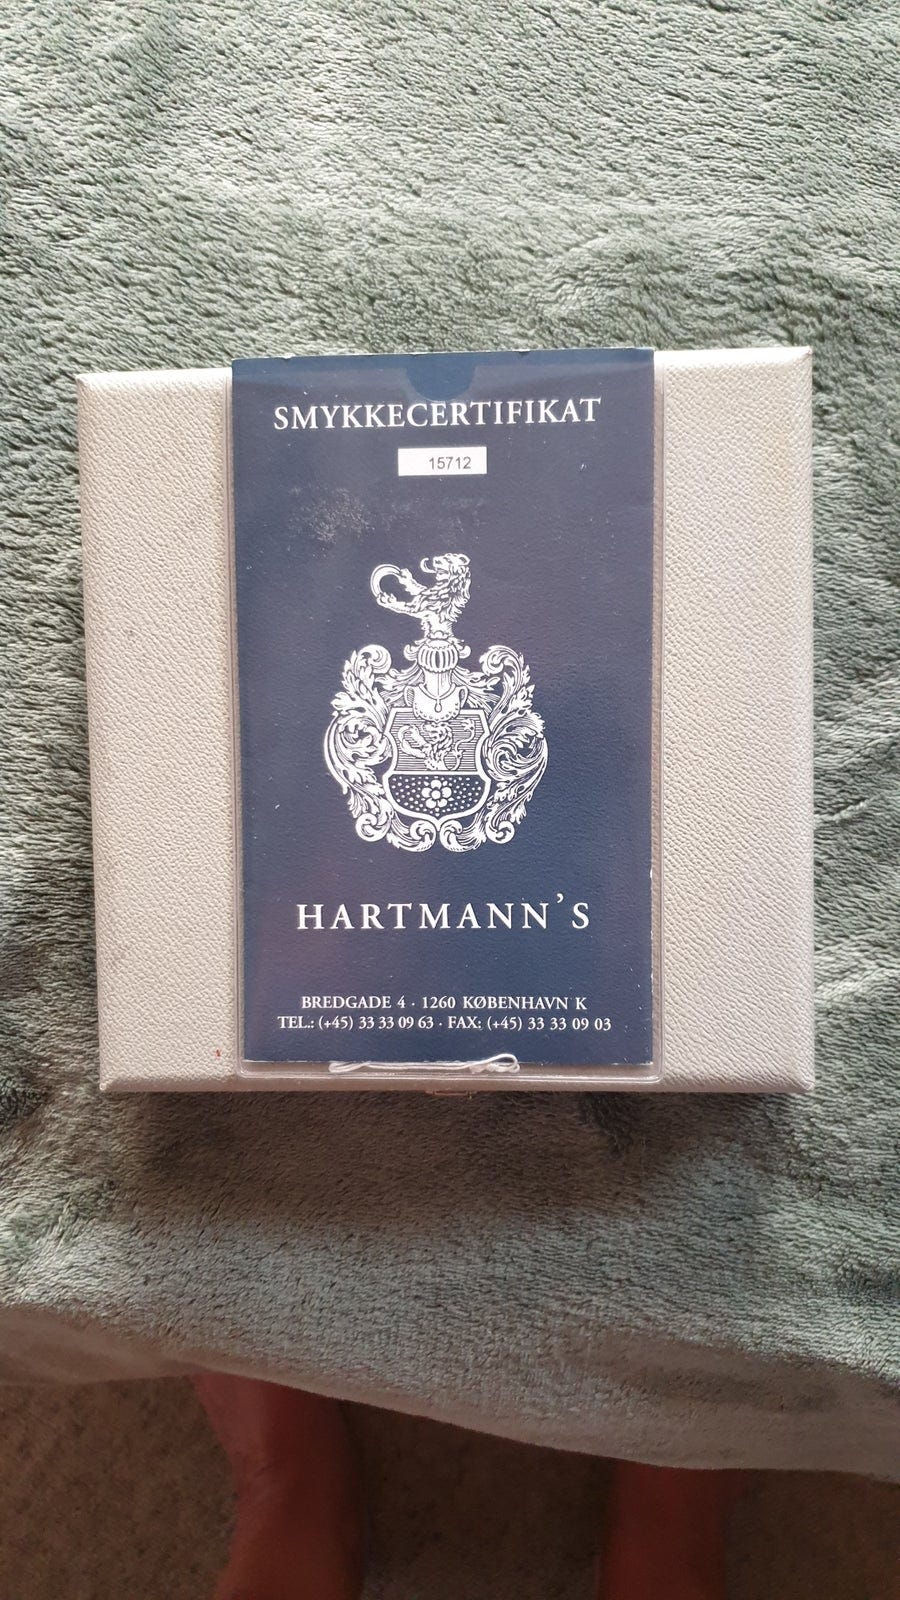 SMYKKECERTIFIKAT
15712
HARTMANN'S
BREDGADE 4 · 1260 KØBENHAVN K
TEL.: (+45) 33 33 09 63 · FAX: (+45) 33 33 09 03